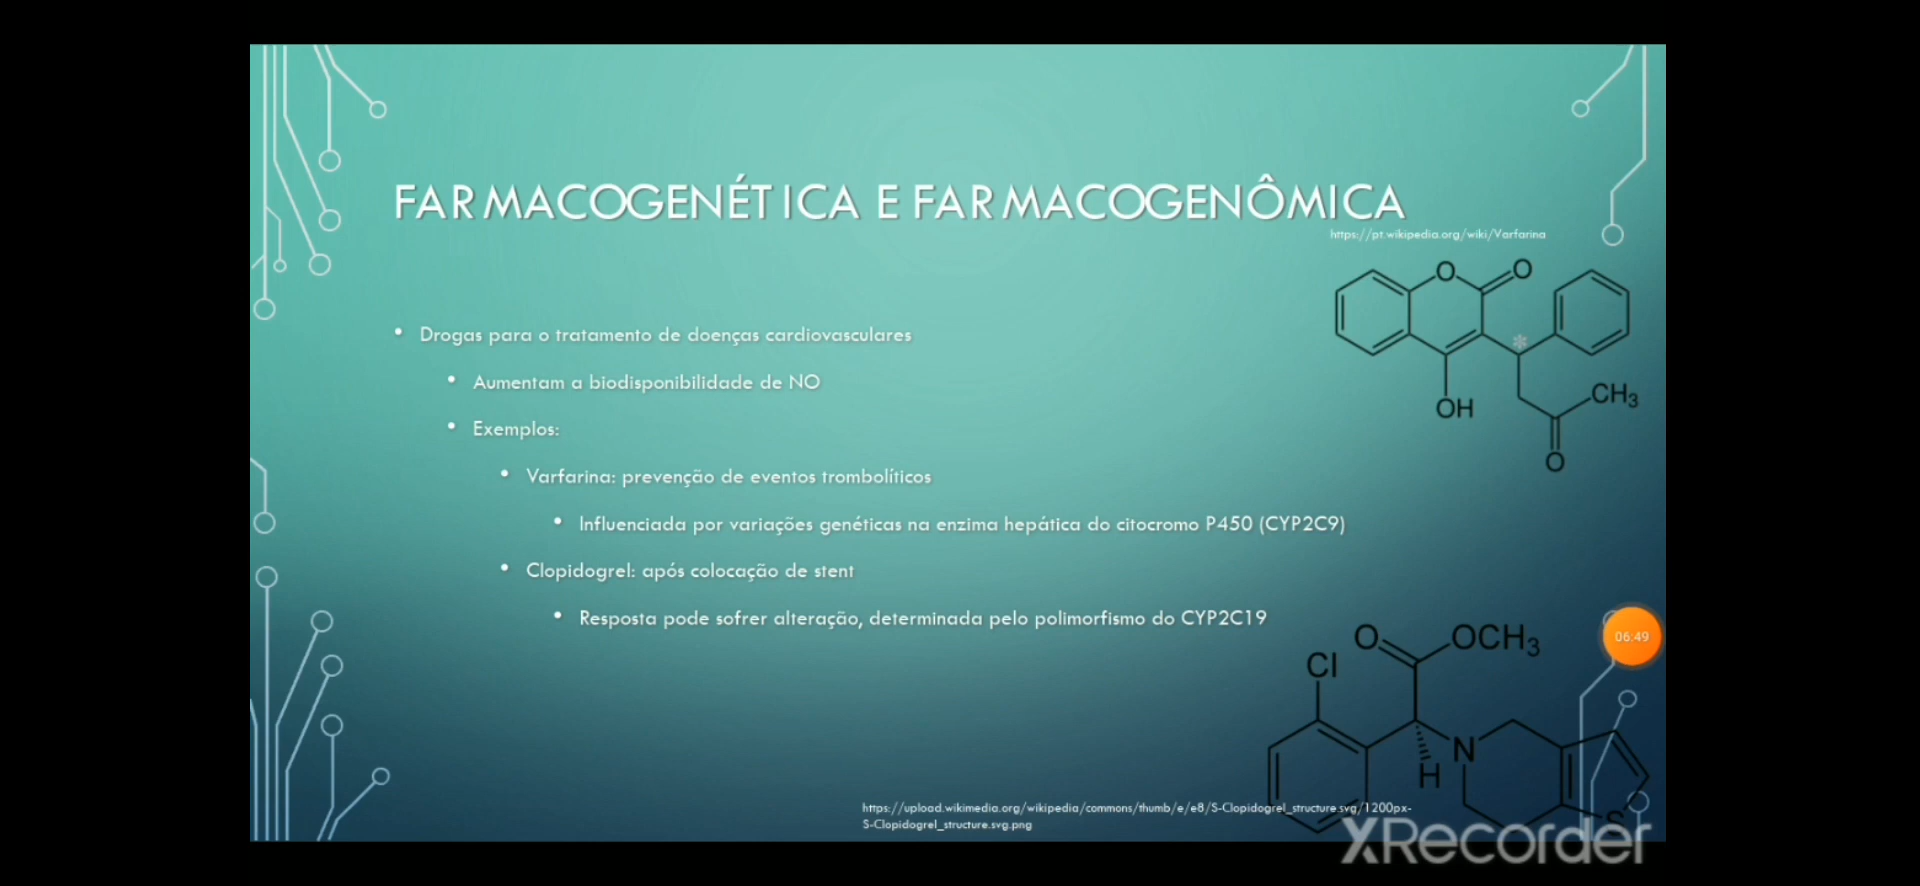 FARMACOGENÉTICA E FARMACOGENÔMICA
https://pt.wikipedia.org/wiki/Varfarina
O
O
OH
CH3
O
• Drogas para o tratamento de doenças cardiovasculares
• Aumentam a biodisponibilidade de NO
• Exemplos:
• Varfarina: prevenção de eventos trombolíticos
• Influenciada por variações genéticas na enzima hepática do citocromo P450 (CYP2C9)
• Clopidogrel: após colocação de stent
• Resposta pode sofrer alteração, determinada pelo polimorfismo do CYP2C19
06:49
O
OCH3
Cl
N
H
S
https://upload.wikimedia.org/wikipedia/commons/thumb/e/e8/S-Clopidogrel_structure.svg/1200px-
S-Clopidogrel_structure.svg.png
XRecorder